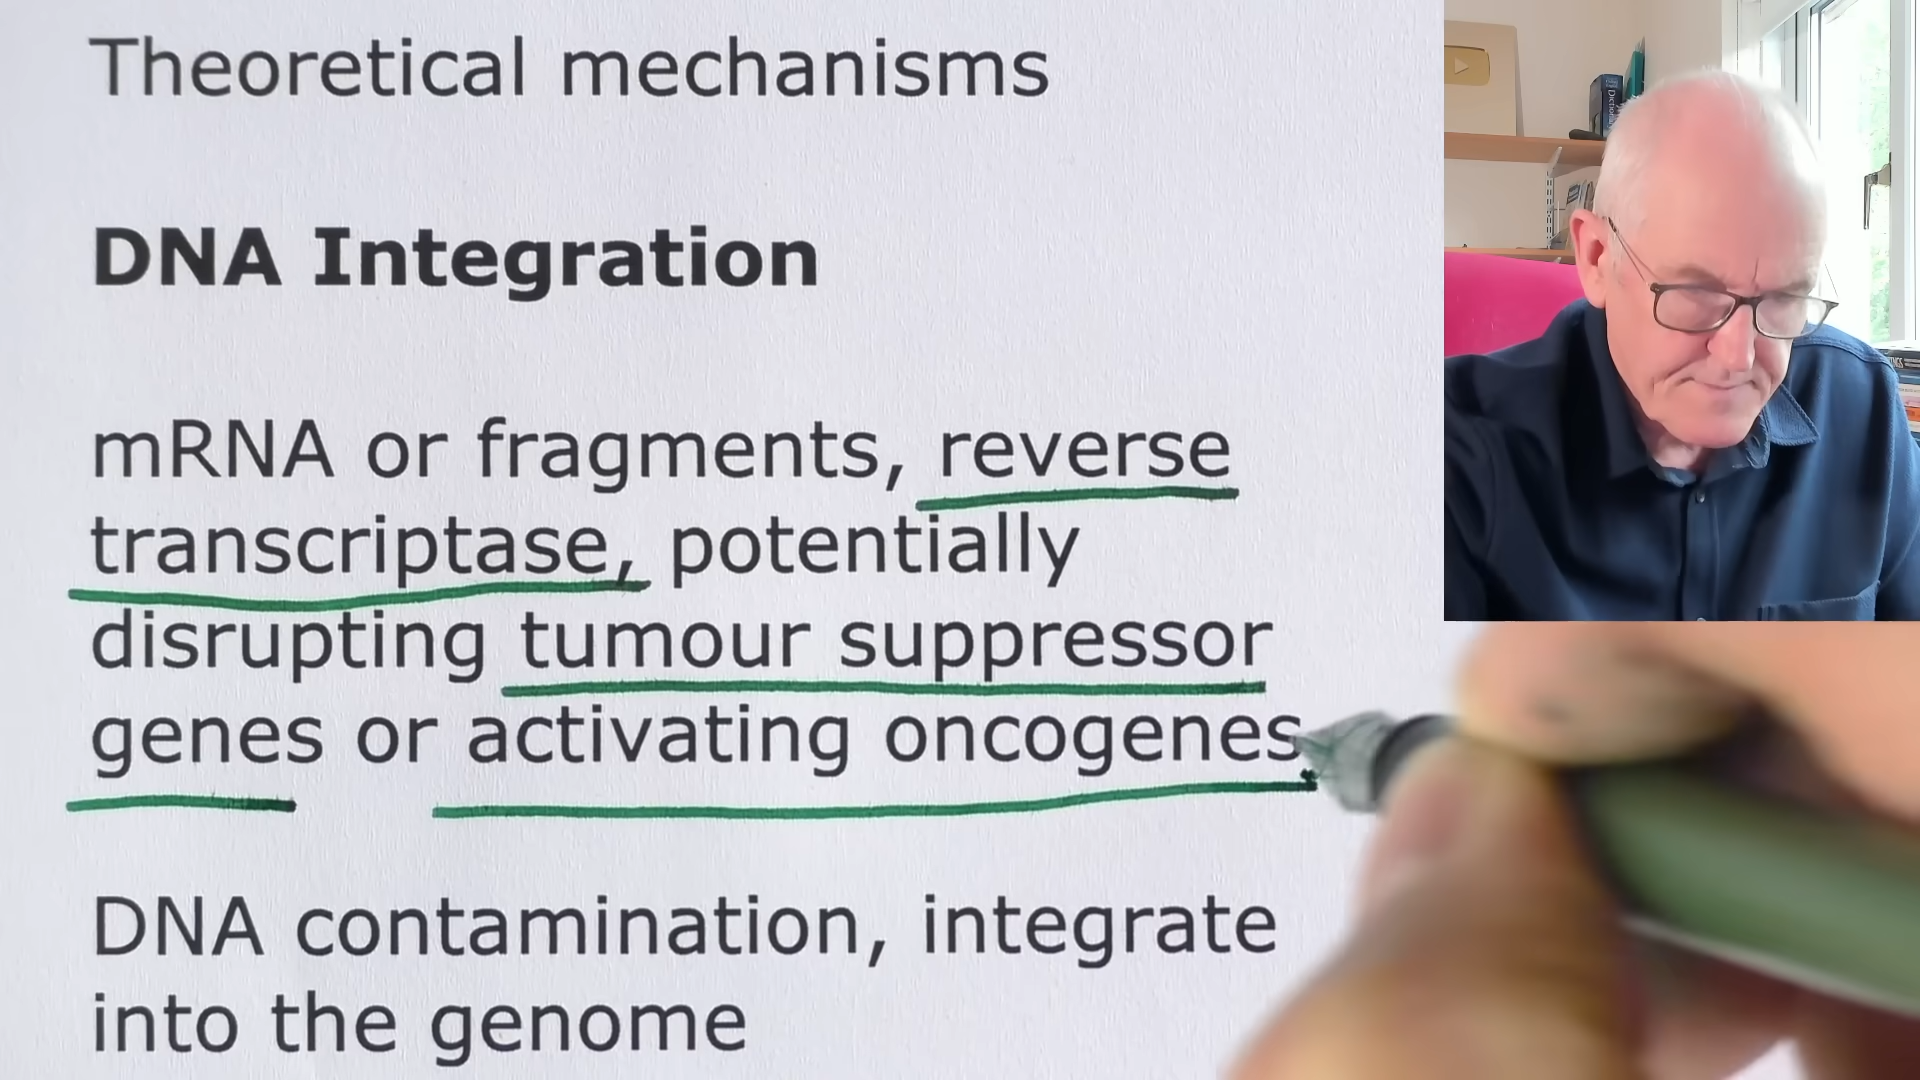 Theoretical mechanisms
DNA Integration
mRNA or fragments, reverse
transcriptase, potentially
disrupting tumour suppressor
genes or activating oncogenes
DNA contamination, integrate
into the genome